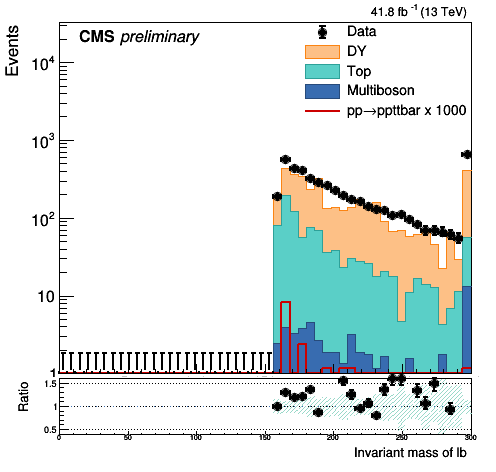 41.8 fb⁻¹ (13 TeV)
CMS preliminary
Data
DY
Top
Multiboson
pp→ppttbar x 1000
Events
10⁴
10³
10²
10
1
Ratio
1.5
1
0.5
0 50 100 150 200 250 300
Invariant mass of lb